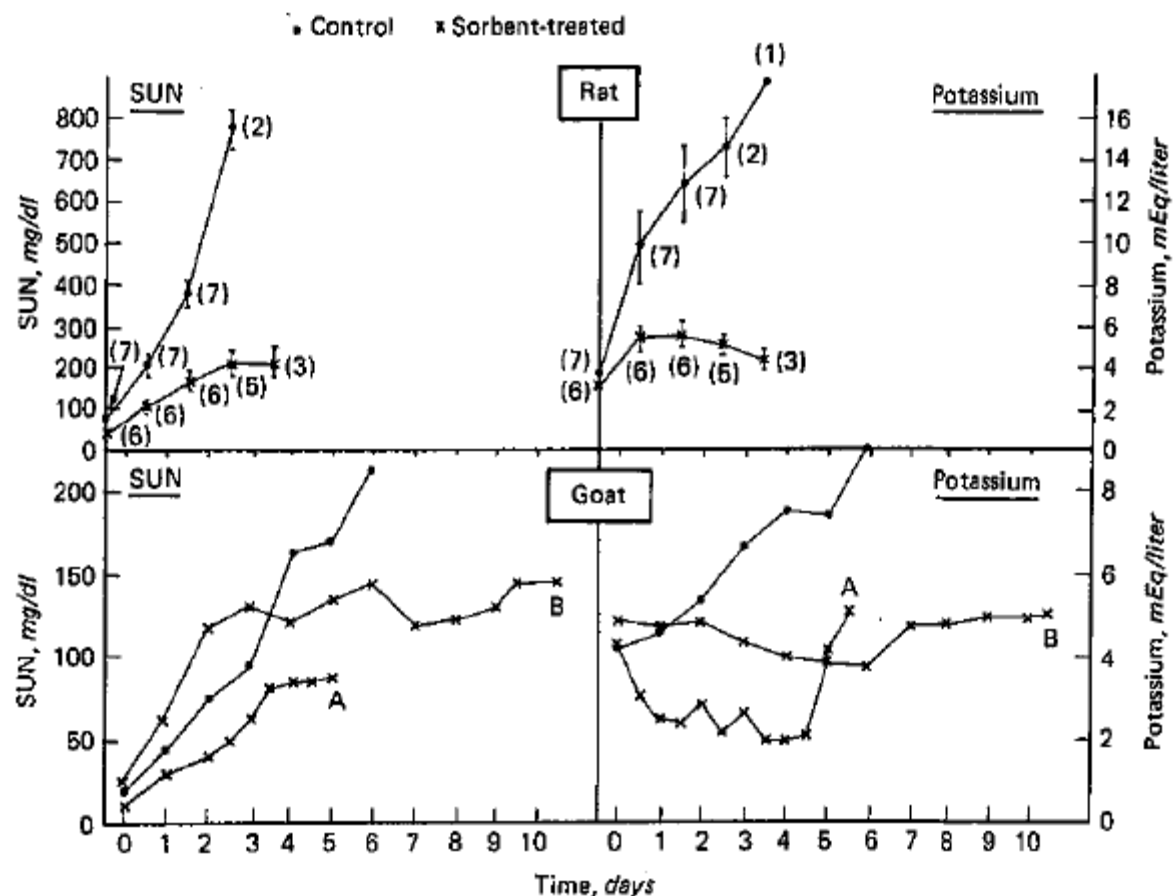 • Control × Sorbent-treated
SUN
Rat
(1)
Potassium
SUN, mg/dl
800
700
600
500
400
300
200
100
0
(2)
(7)
(7)
(7)
(6)
(6)
(6)
(5)
(3)
(2)
(7)
(7)
(7)
(6)
(6)
(6)
(5)
(3)
16
14
12
10
8
6
4
2
0
Potassium, mEq/liter
SUN
Goat
Potassium
SUN, mg/dl
200
150
100
50
0
B
A
A
B
8
6
4
2
0
Potassium, mEq/liter
0 1 2 3 4 5 6 7 8 9 10
0 1 2 3 4 5 6 7 8 9 10
Time, days